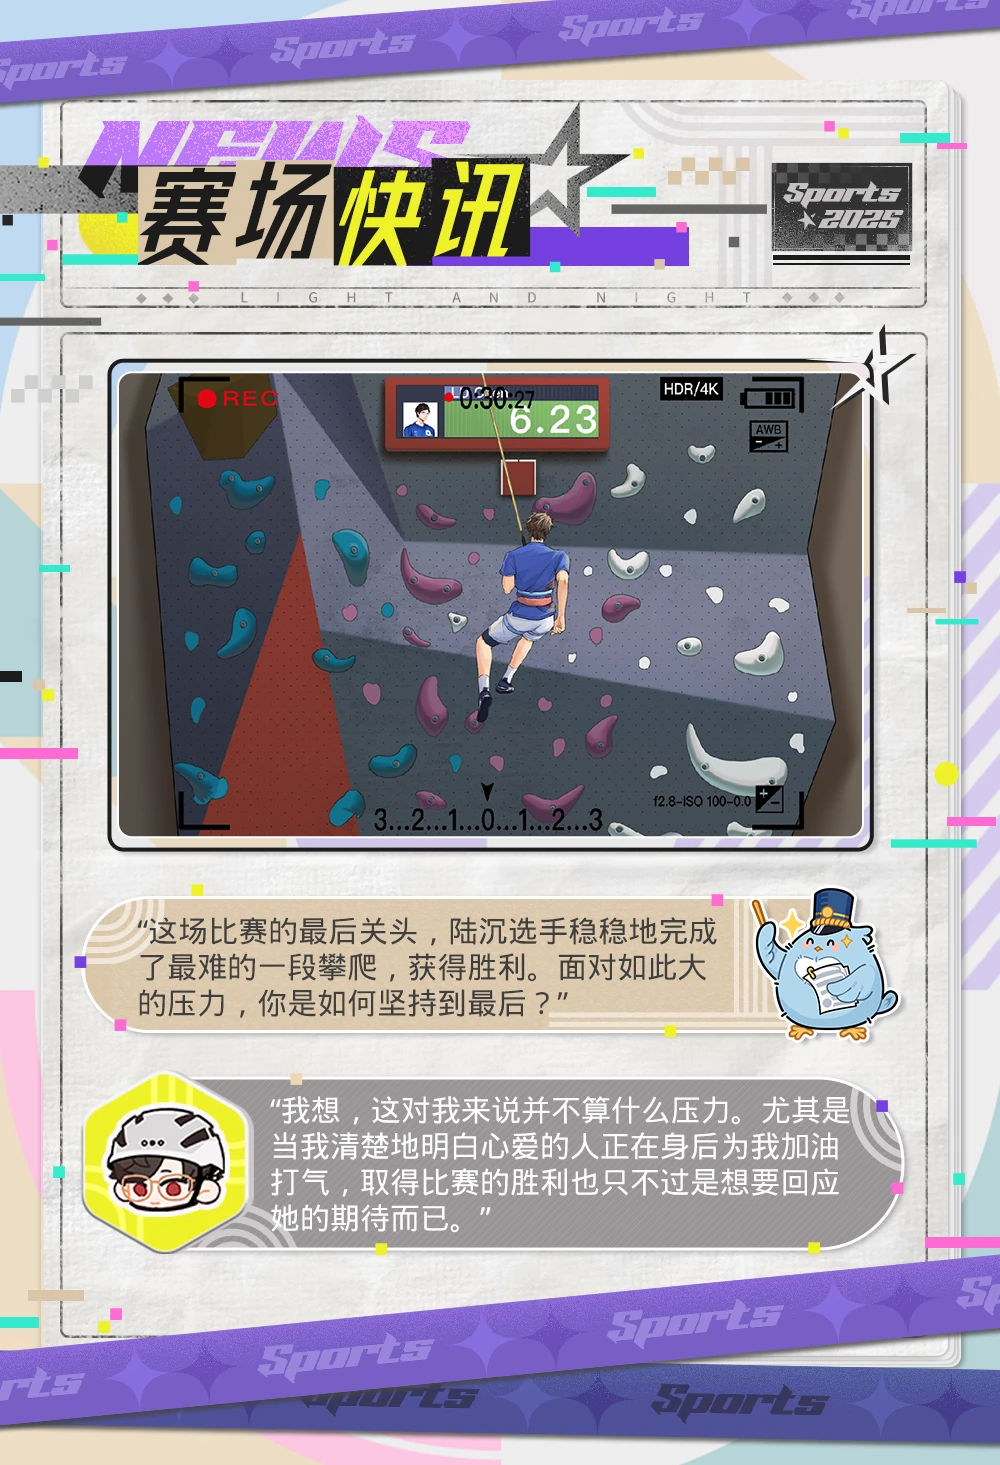 Sports Sports Sports Sports
NEWS
赛场快讯
Sports
2025
LIGHT AND NIGHT
REC
0:30:27
6.23
HDR/4K
AWB
f2.8-ISO 100-0.0
3...2...1...0...1...2...3
“这场比赛的最后关头，陆沉选手稳稳地完成
了最难的一段攀爬，获得胜利。面对如此大
的压力，你是如何坚持到最后？”
“我想，这对我来说并不算什么压力。尤其是
当我清楚地明白心爱的人正在身后为我加油
打气，取得比赛的胜利也只不过是想要回应
她的期待而已。”
rts Sports Sports Sp
Sports Sports